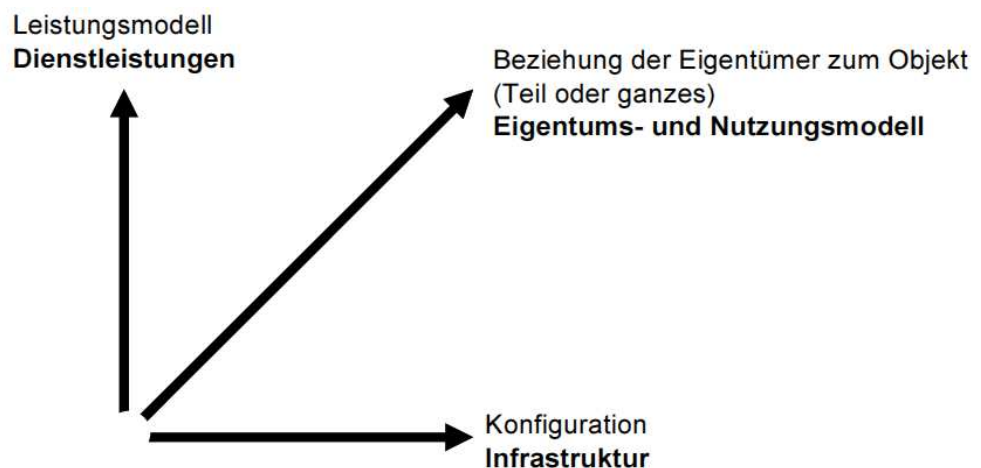 Leistungsmodell
Dienstleistungen
Beziehung der Eigentümer zum Objekt
(Teil oder ganzes)
Eigentums- und Nutzungsmodell
Konfiguration
Infrastruktur